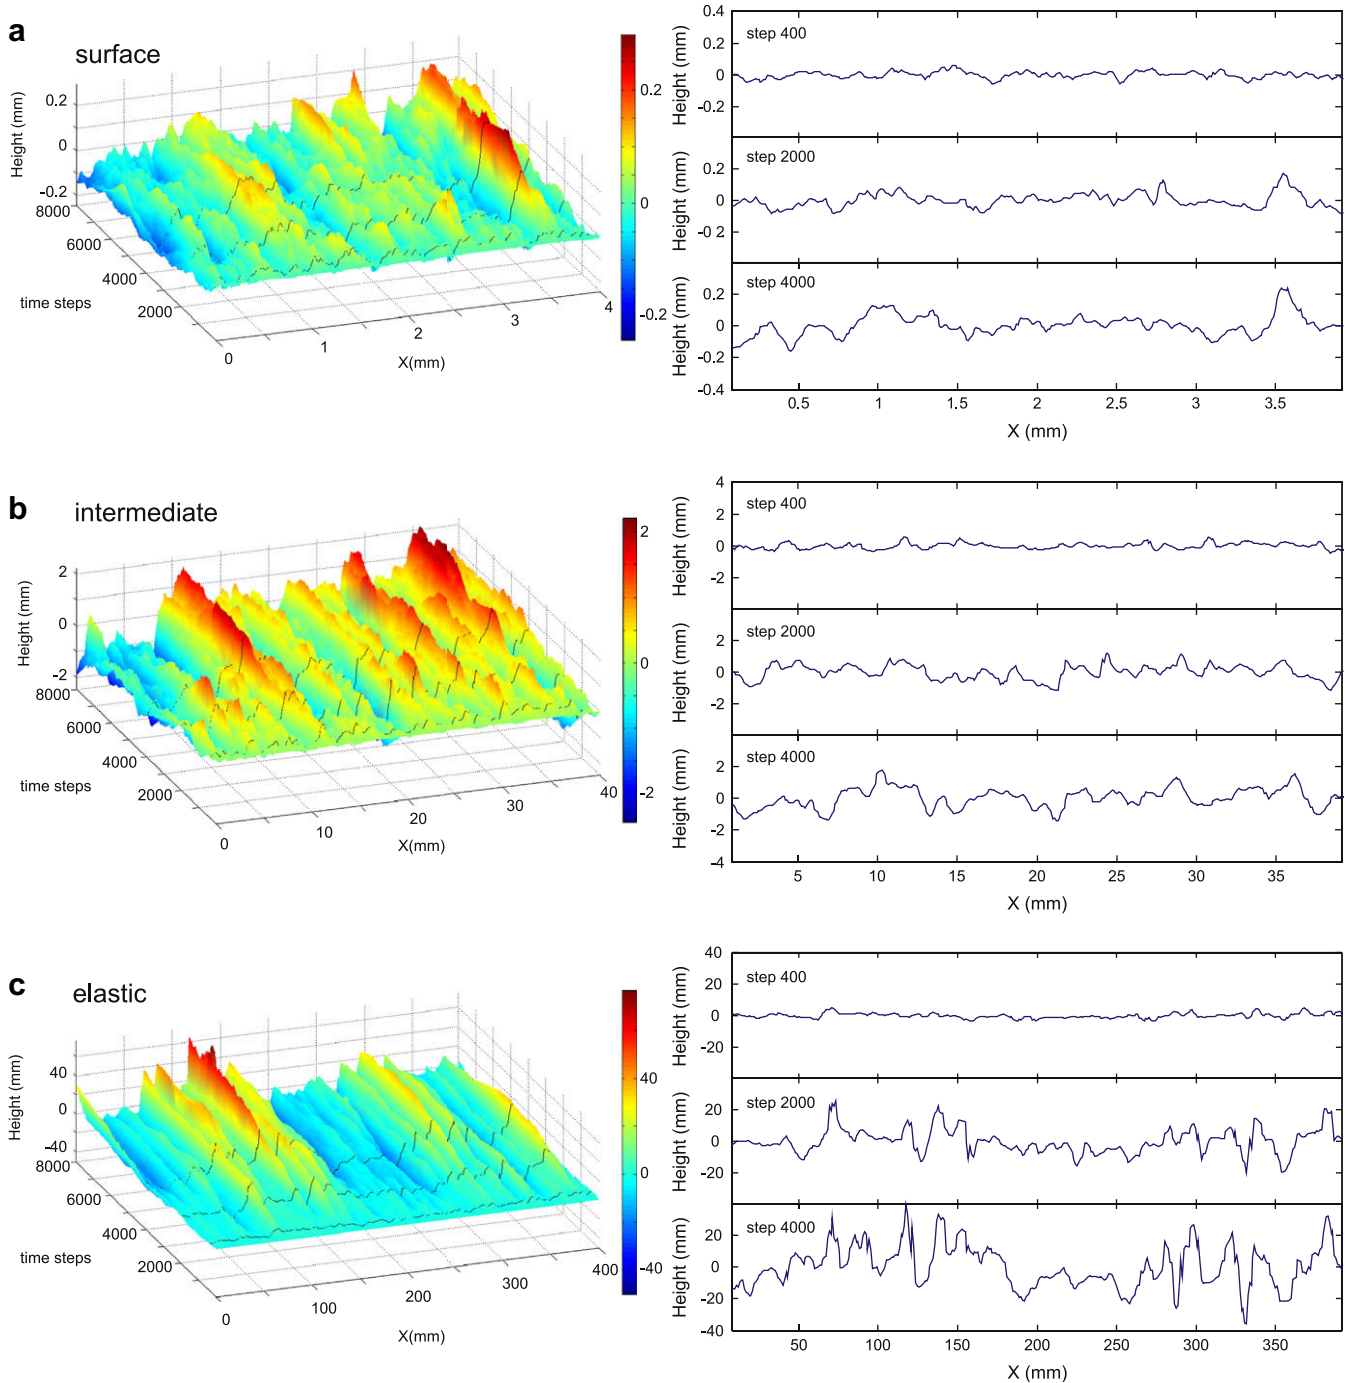 a
surface
Height (mm)
0.2
0
-0.2
8000
6000
4000
2000
time steps
0
1
2
3
4
X(mm)
0.2
0
-0.2
0.4
step 400
0.2
0
-0.2
Height (mm)
step 2000
0.2
0
-0.2
Height (mm)
step 4000
0.2
0
-0.2
-0.4
Height (mm)
0.5
1
1.5
2
2.5
3
3.5
X (mm)
b
intermediate
Height (mm)
2
0
-2
8000
6000
4000
2000
time steps
0
10
20
30
40
X(mm)
2
0
-2
4
step 400
2
0
-2
Height (mm)
step 2000
2
0
-2
Height (mm)
step 4000
2
0
-2
-4
Height (mm)
5
10
15
20
25
30
35
X (mm)
c
elastic
Height (mm)
40
0
-40
8000
6000
4000
2000
time steps
0
100
200
300
400
X(mm)
40
0
-40
40
step 400
20
0
-20
Height (mm)
step 2000
20
0
-20
Height (mm)
step 4000
20
0
-20
-40
Height (mm)
50
100
150
200
250
300
350
X (mm)